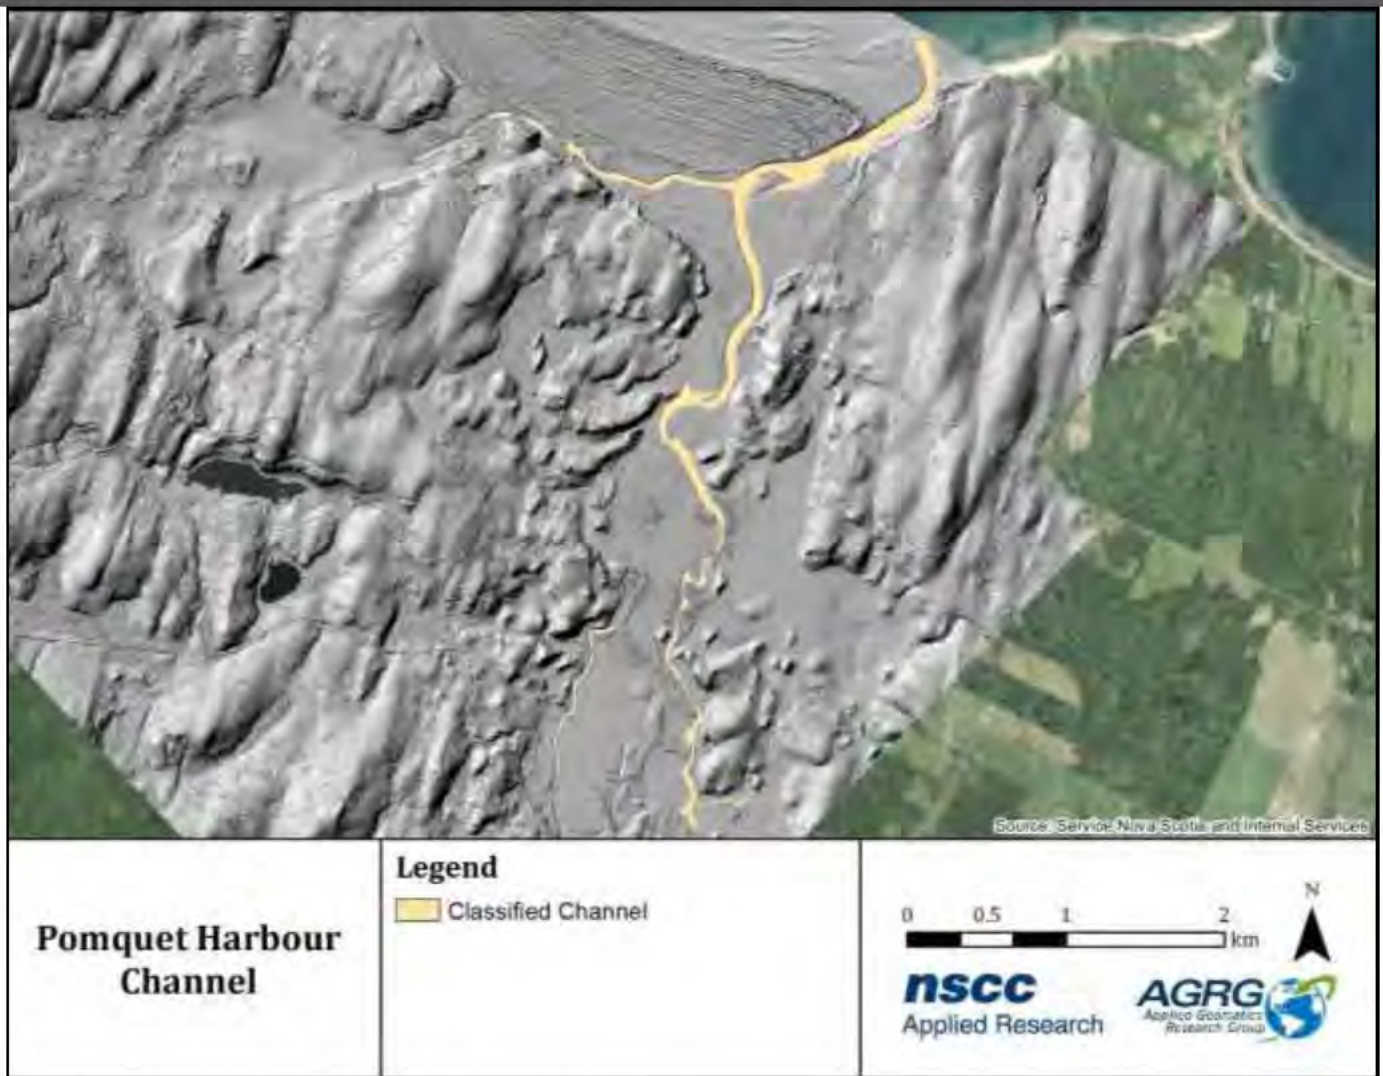 Source: Service Nova Scotia and Internal Services
Pomquet Harbour
Channel
Legend
Classified Channel
0 0.5 1 2
km
N
nscc
Applied Research
AGRG
Applied Geomatics
Research Group